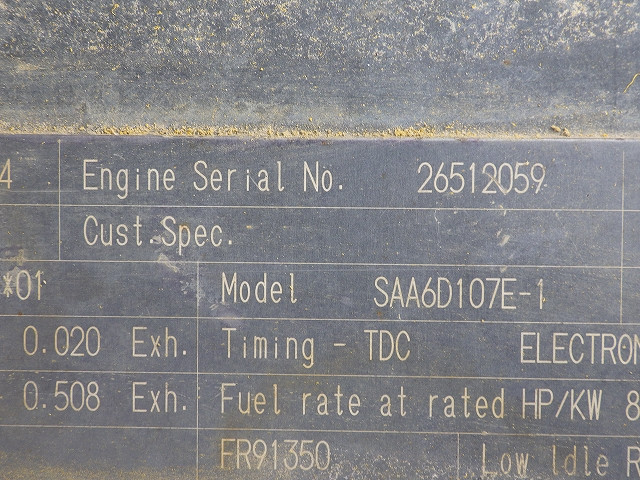 4 Engine Serial No. 26512059
Cust.Spec.
*01 Model SAA6D107E-1
0.020 Exh. Timing - TDC ELECTRON
0.508 Exh. Fuel rate at rated HP/KW 8
FR91350 Low Idle R